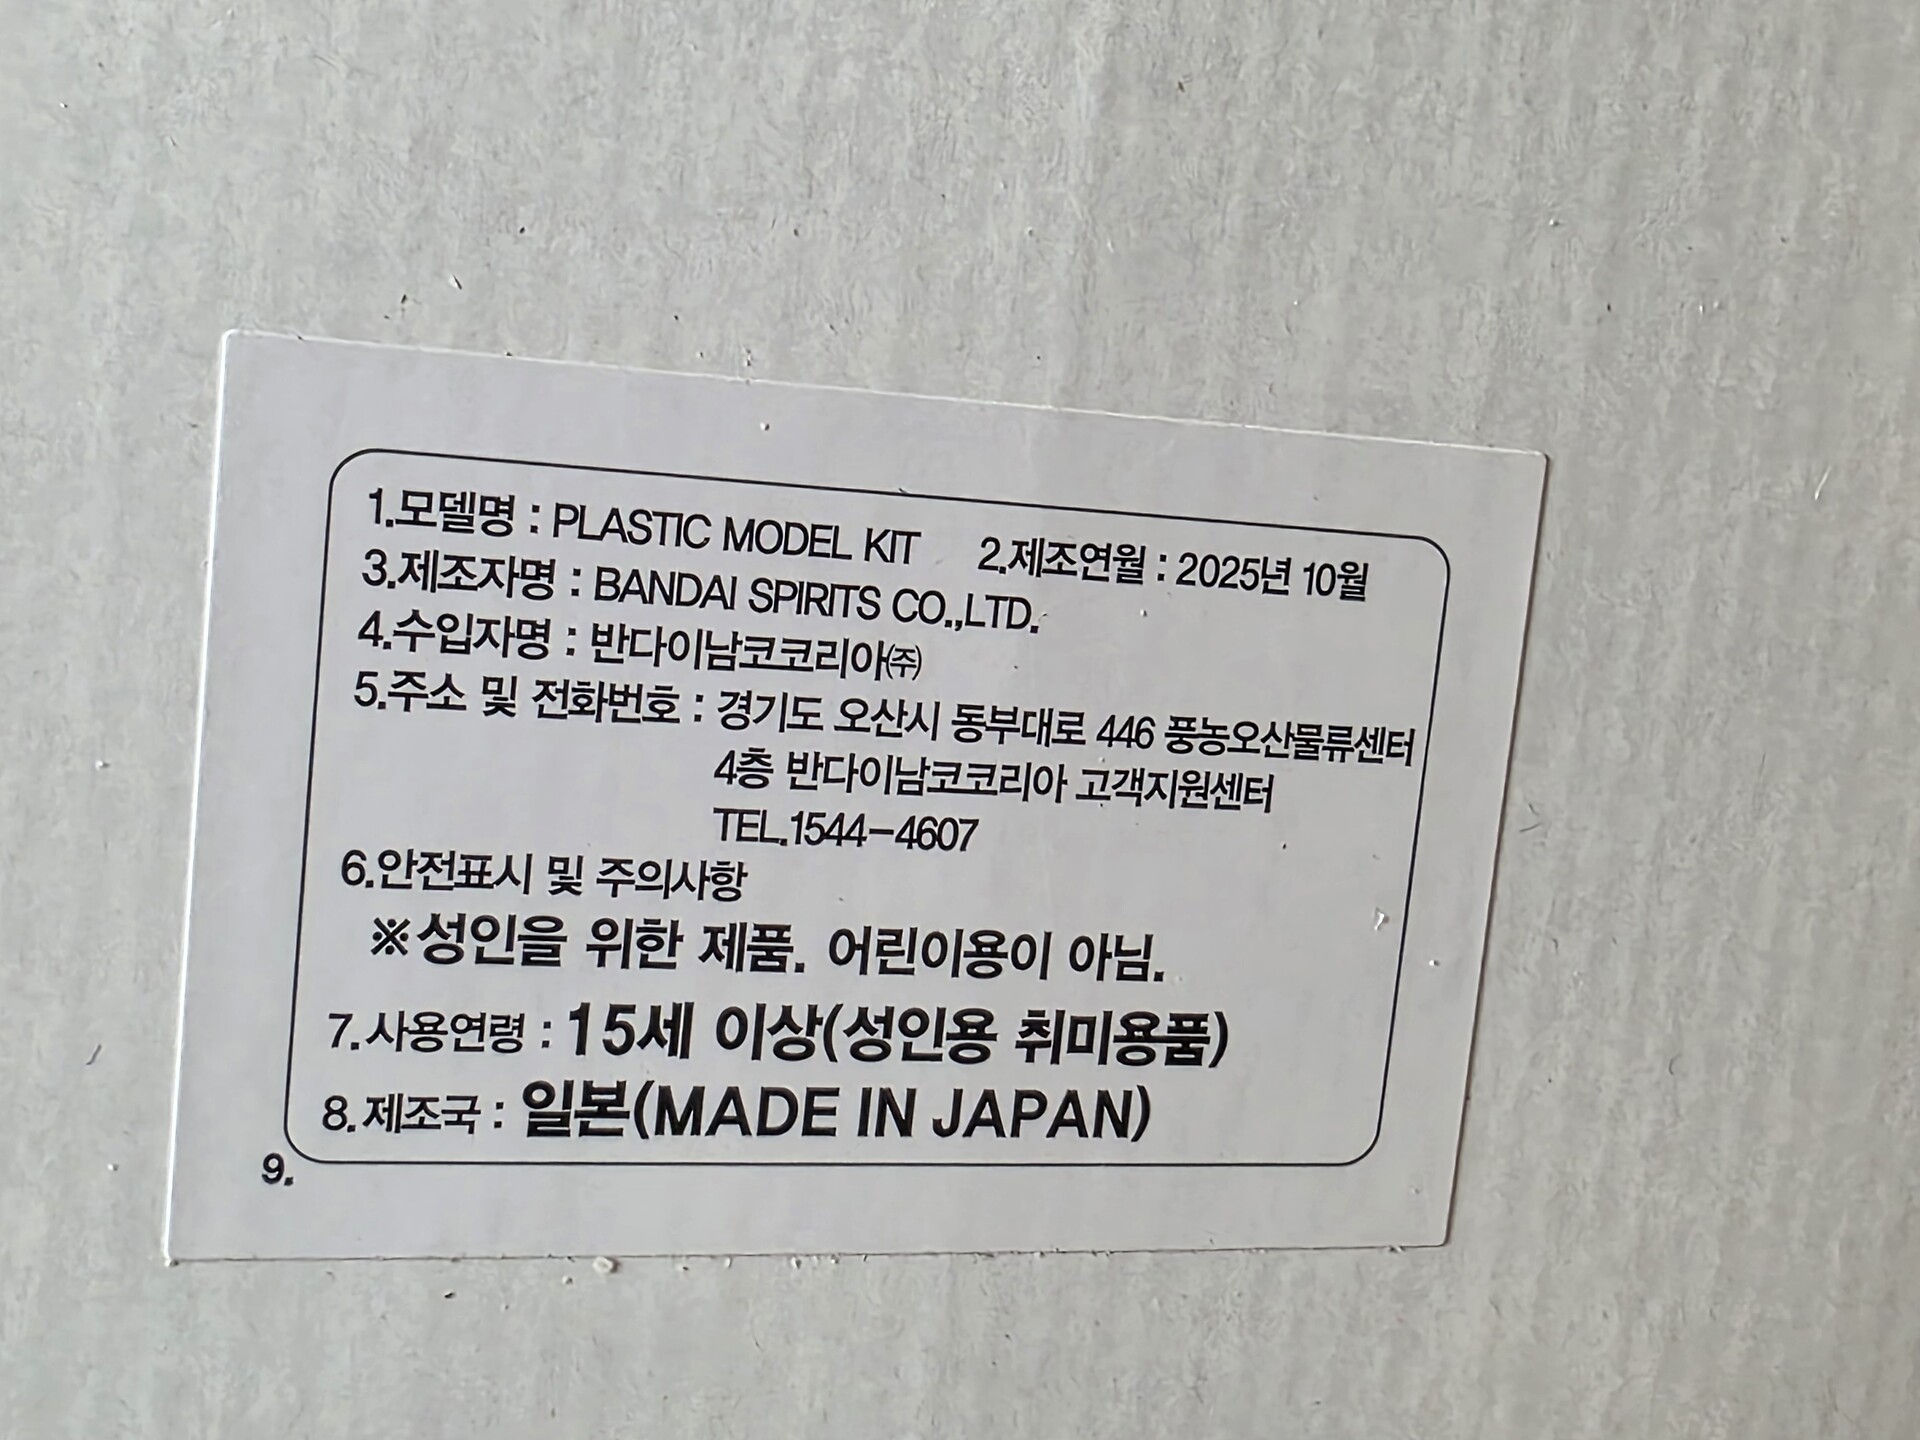 1.모델명 : PLASTIC MODEL KIT 2.제조연월 : 2025년 10월
3.제조자명 : BANDAI SPIRITS CO.,LTD.
4.수입자명 : 반다이남코코리아㈜
5.주소 및 전화번호 : 경기도 오산시 동부대로 446 풍농오산물류센터
4층 반다이남코코리아 고객지원센터
TEL.1544-4607
6.안전표시 및 주의사항
※성인을 위한 제품. 어린이용이 아님.
7.사용연령 : 15세 이상(성인용 취미용품)
8.제조국 : 일본(MADE IN JAPAN)
9.